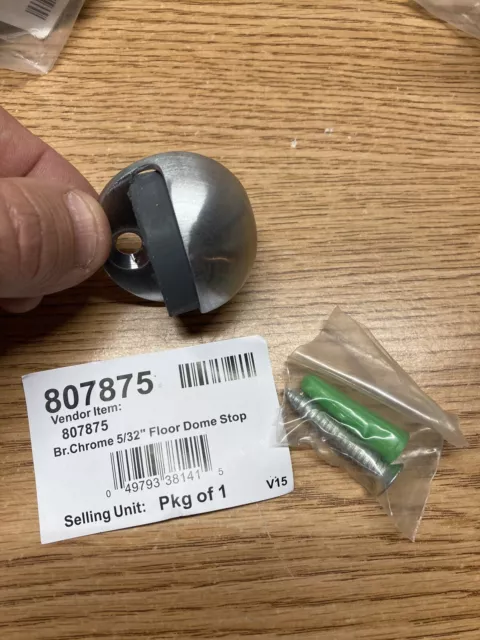 807875
Vendor Item:
807875
Br.Chrome 5/32" Floor Dome Stop
0 49793 38141 5
Selling Unit: Pkg of 1
V15